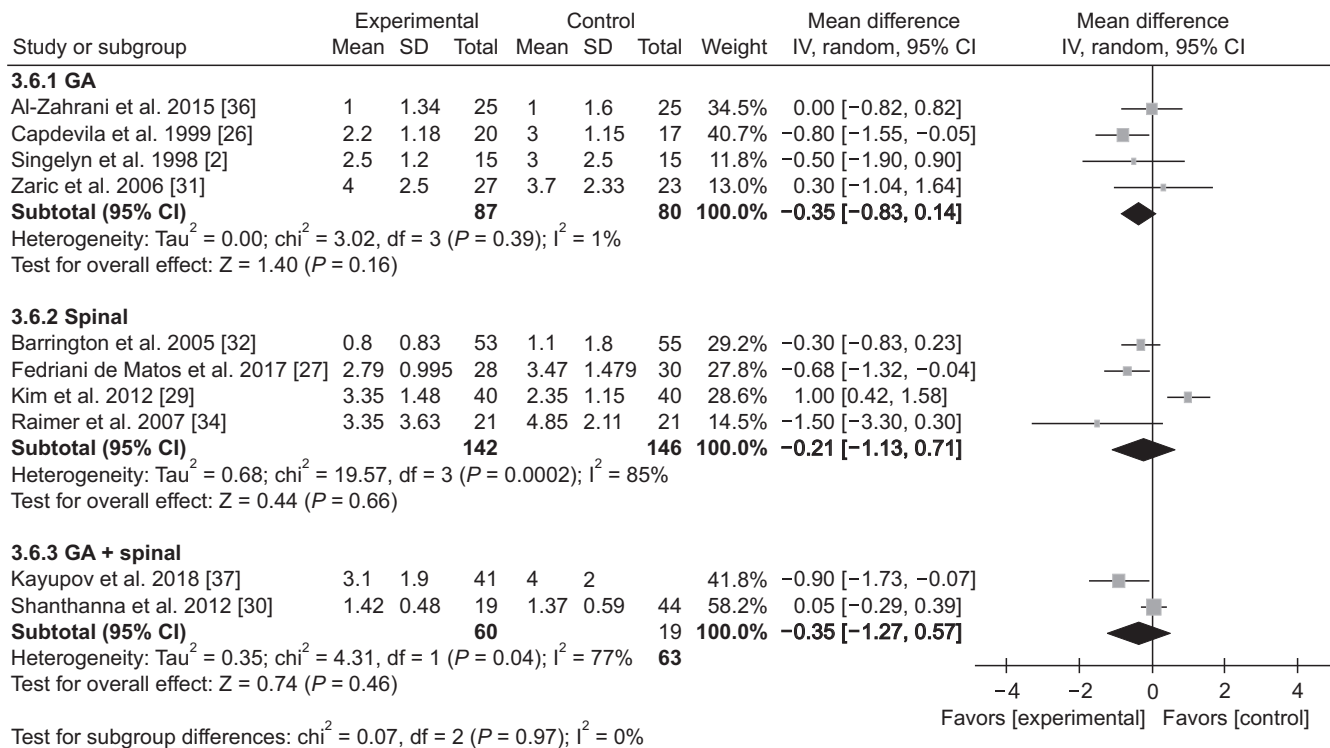 Experimental Control Mean difference Mean difference
Study or subgroup Mean SD Total Mean SD Total Weight IV, random, 95% CI IV, random, 95% CI
3.6.1 GA
Al-Zahrani et al. 2015 [36] 1 1.34 25 1 1.6 25 34.5% 0.00 [−0.82, 0.82]
Capdevila et al. 1999 [26] 2.2 1.18 20 3 1.15 17 40.7% −0.80 [−1.55, −0.05]
Singelyn et al. 1998 [2] 2.5 1.2 15 3 2.5 15 11.8% −0.50 [−1.90, 0.90]
Zaric et al. 2006 [31] 4 2.5 27 3.7 2.33 23 13.0% 0.30 [−1.04, 1.64]
Subtotal (95% CI) 87 80 100.0% −0.35 [−0.83, 0.14]
Heterogeneity: Tau² = 0.00; chi² = 3.02, df = 3 (P = 0.39); I² = 1%
Test for overall effect: Z = 1.40 (P = 0.16)
3.6.2 Spinal
Barrington et al. 2005 [32] 0.8 0.83 53 1.1 1.8 55 29.2% −0.30 [−0.83, 0.23]
Fedriani de Matos et al. 2017 [27] 2.79 0.995 28 3.47 1.479 30 27.8% −0.68 [−1.32, −0.04]
Kim et al. 2012 [29] 3.35 1.48 40 2.35 1.15 40 28.6% 1.00 [0.42, 1.58]
Raimer et al. 2007 [34] 3.35 3.63 21 4.85 2.11 21 14.5% −1.50 [−3.30, 0.30]
Subtotal (95% CI) 142 146 100.0% −0.21 [−1.13, 0.71]
Heterogeneity: Tau² = 0.68; chi² = 19.57, df = 3 (P = 0.0002); I² = 85%
Test for overall effect: Z = 0.44 (P = 0.66)
3.6.3 GA + spinal
Kayupov et al. 2018 [37] 3.1 1.9 41 4 2 41.8% −0.90 [−1.73, −0.07]
Shanthanna et al. 2012 [30] 1.42 0.48 19 1.37 0.59 44 58.2% 0.05 [−0.29, 0.39]
Subtotal (95% CI) 60 19 100.0% −0.35 [−1.27, 0.57]
Heterogeneity: Tau² = 0.35; chi² = 4.31, df = 1 (P = 0.04); I² = 77% 63
Test for overall effect: Z = 0.74 (P = 0.46)
−4 −2 0 2 4
Favors [experimental] Favors [control]
Test for subgroup differences: chi² = 0.07, df = 2 (P = 0.97); I² = 0%